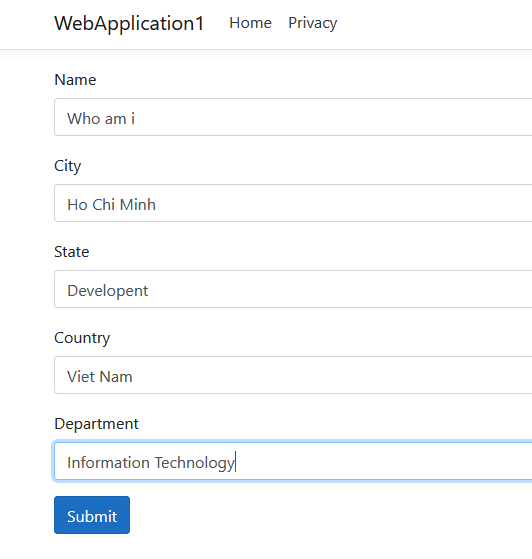 WebApplication1 Home Privacy
Name
Who am i
City
Ho Chi Minh
State
Developent
Country
Viet Nam
Department
Information Technology
Submit